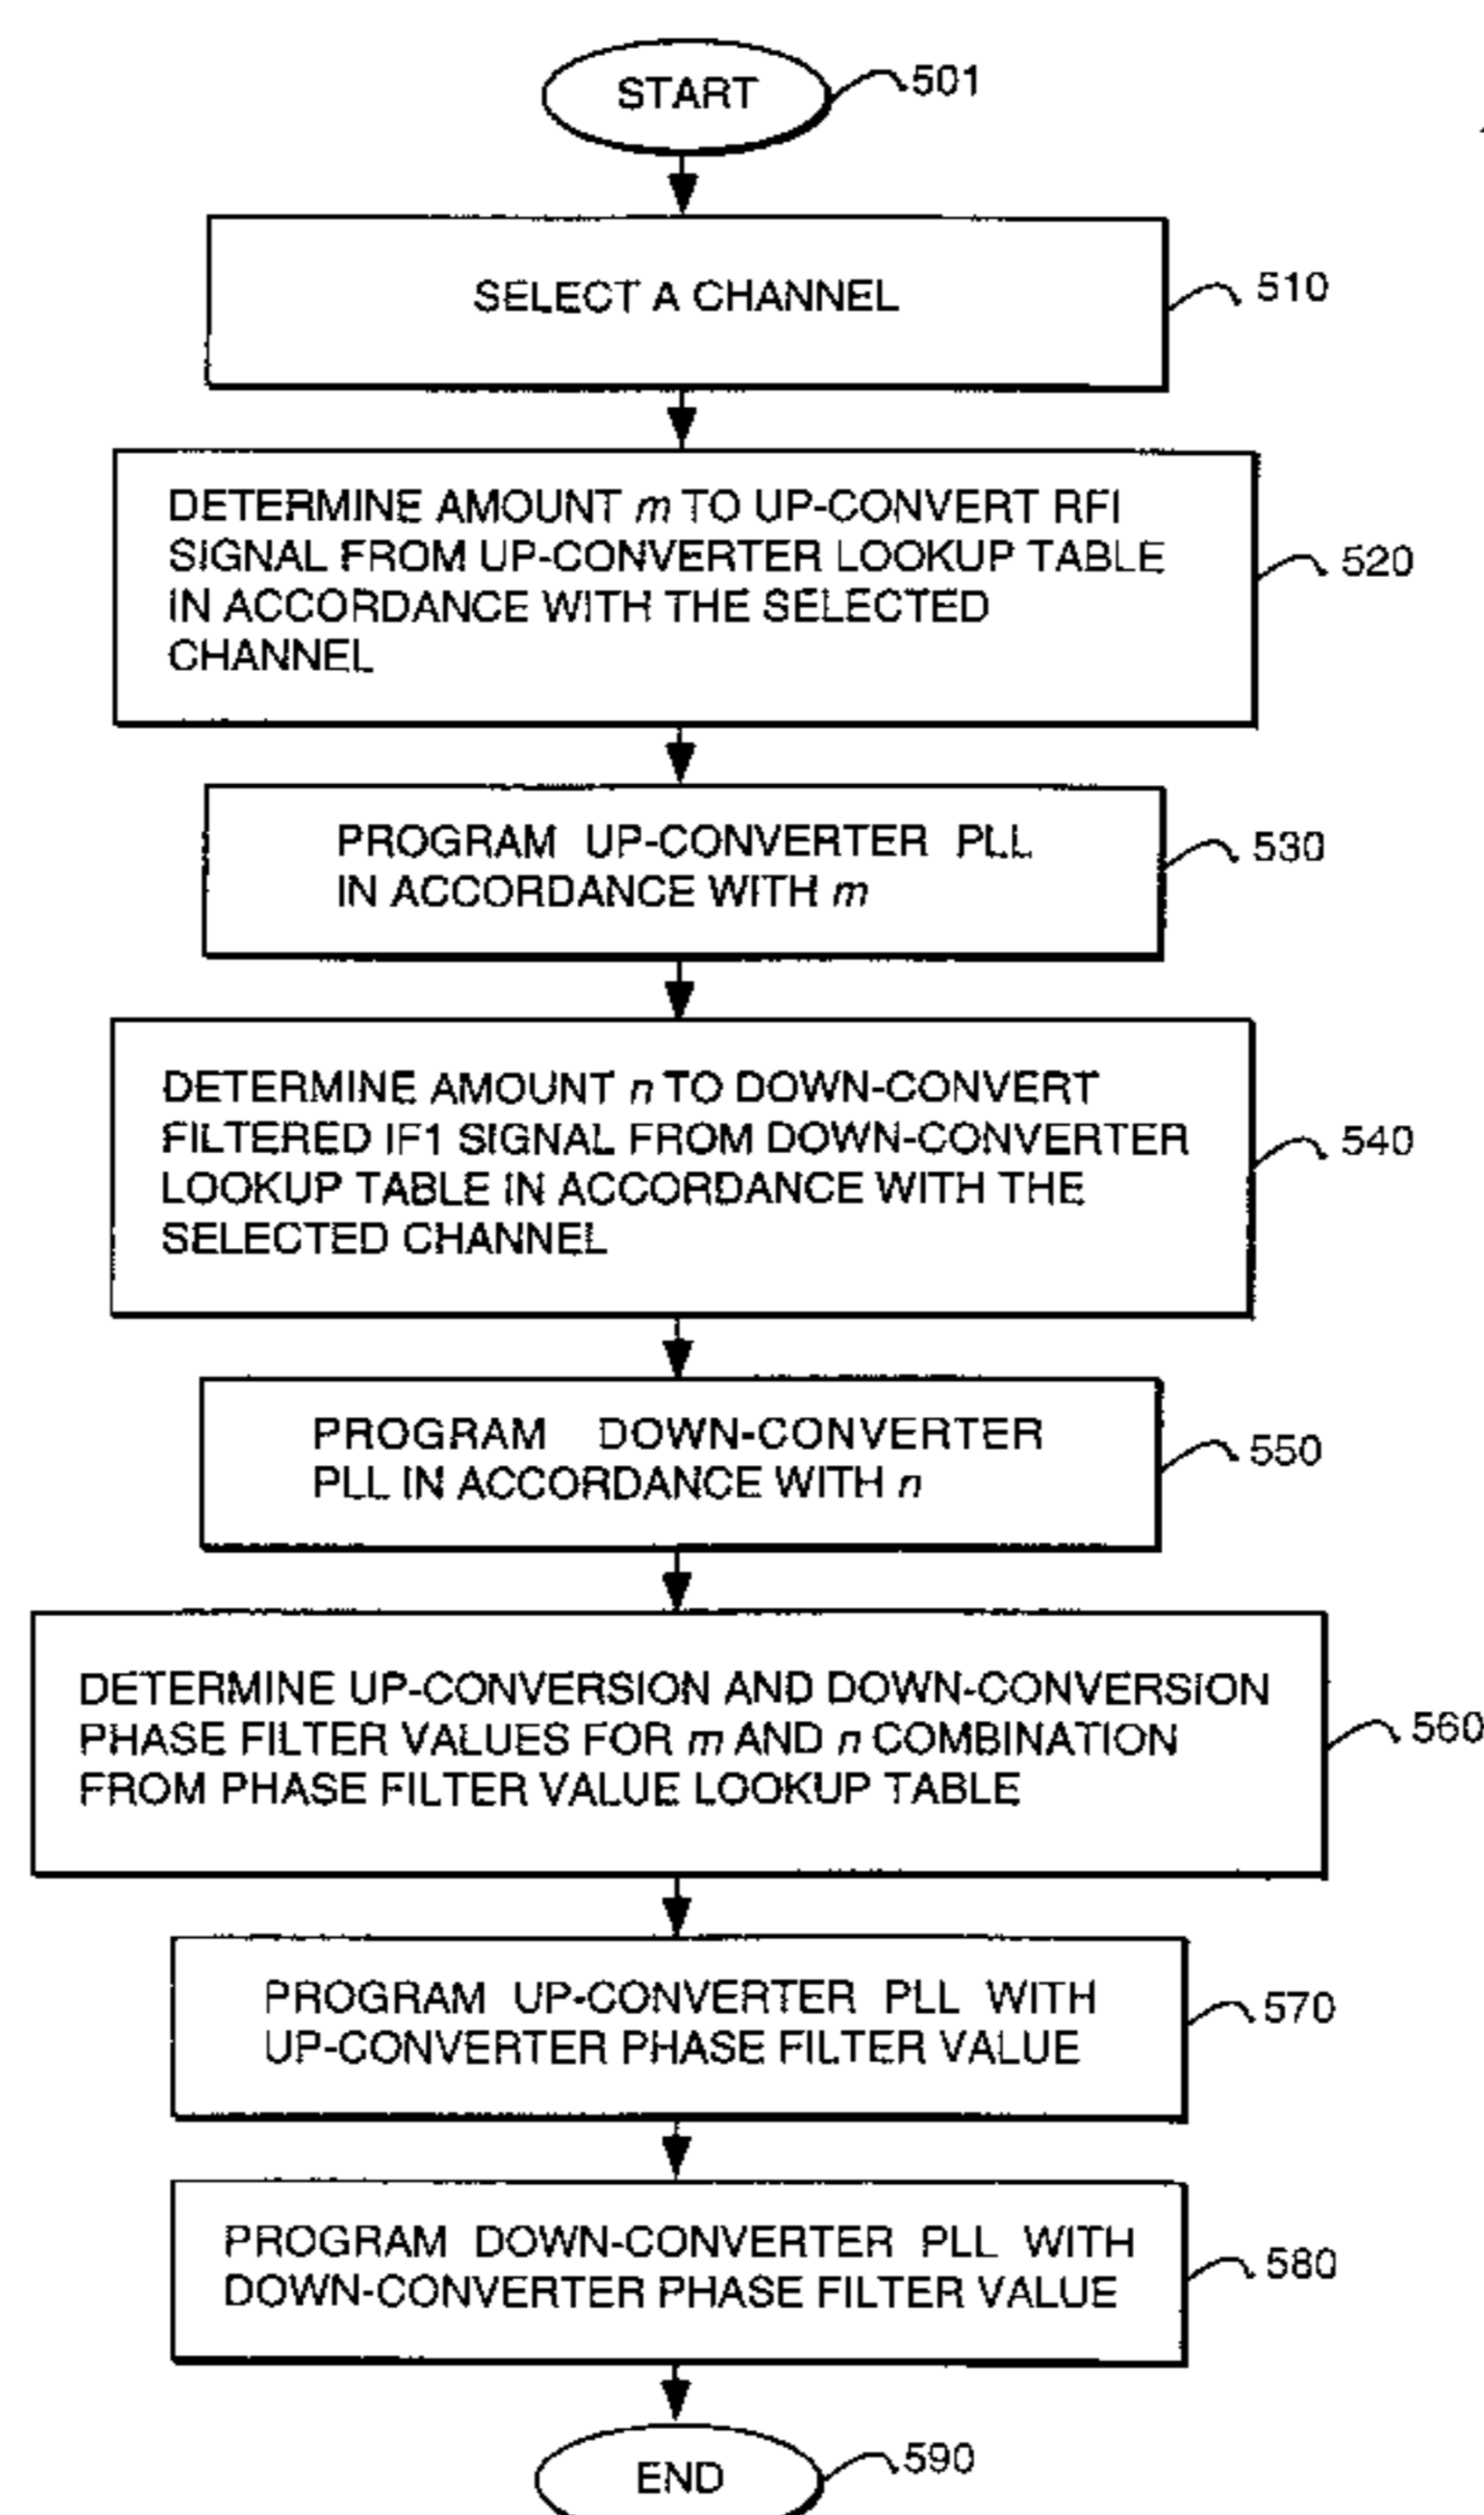 START
501
SELECT A CHANNEL
510
DETERMINE AMOUNT m TO UP-CONVERT RFI
SIGNAL FROM UP-CONVERTER LOOKUP TABLE
IN ACCORDANCE WITH THE SELECTED
CHANNEL
520
PROGRAM UP-CONVERTER PLL
IN ACCORDANCE WITH m
530
DETERMINE AMOUNT n TO DOWN-CONVERT
FILTERED IF1 SIGNAL FROM DOWN-CONVERTER
LOOKUP TABLE IN ACCORDANCE WITH THE
SELECTED CHANNEL
540
PROGRAM DOWN-CONVERTER
PLL IN ACCORDANCE WITH n
550
DETERMINE UP-CONVERSION AND DOWN-CONVERSION
PHASE FILTER VALUES FOR m AND n COMBINATION
FROM PHASE FILTER VALUE LOOKUP TABLE
560
PROGRAM UP-CONVERTER PLL WITH
UP-CONVERTER PHASE FILTER VALUE
570
PROGRAM DOWN-CONVERTER PLL WITH
DOWN-CONVERTER PHASE FILTER VALUE
580
END
590